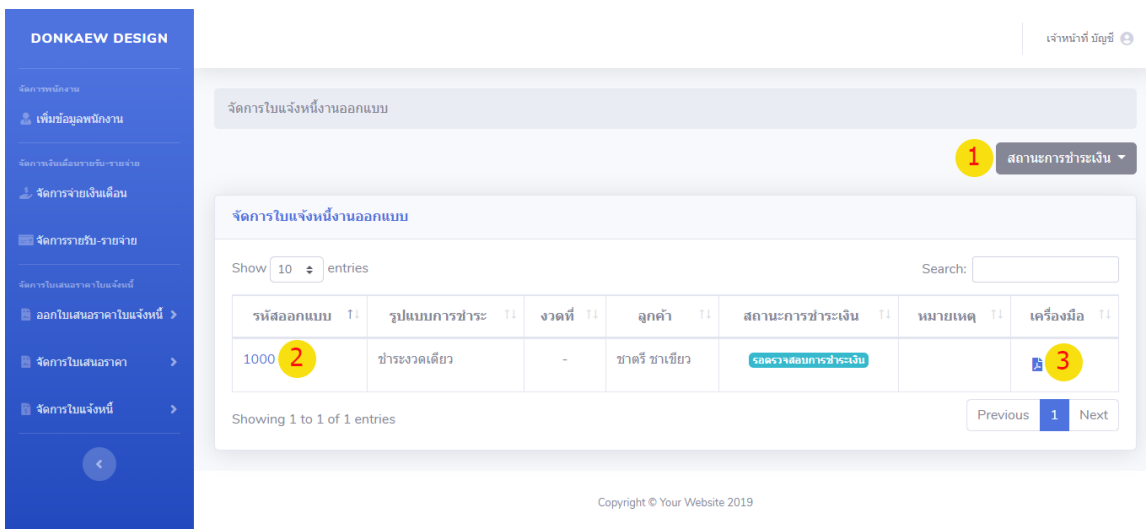 DONKAEW DESIGN
เจ้าหน้าที่ บัญชี
จัดการพนักงาน
เพิ่มข้อมูลพนักงาน
จัดการเงินเดือนรายรับ-รายจ่าย
จัดการจ่ายเงินเดือน
จัดการรายรับ-รายจ่าย
จัดการใบเสนอราคาใบแจ้งหนี้
ออกใบเสนอราคาใบแจ้งหนี้
จัดการใบเสนอราคา
จัดการใบแจ้งหนี้
จัดการใบแจ้งหนี้งานออกแบบ
1 สถานะการชำระเงิน
จัดการใบแจ้งหนี้งานออกแบบ
Show 10 entries Search:
รหัสออกแบบ รูปแบบการชำระ งวดที่ ลูกค้า สถานะการชำระเงิน หมายเหตุ เครื่องมือ
1000 2 ชำระงวดเดียว - ชาตรี ชาเขียว รอตรวจสอบการชำระเงิน 3
Showing 1 to 1 of 1 entries Previous 1 Next
Copyright © Your Website 2019